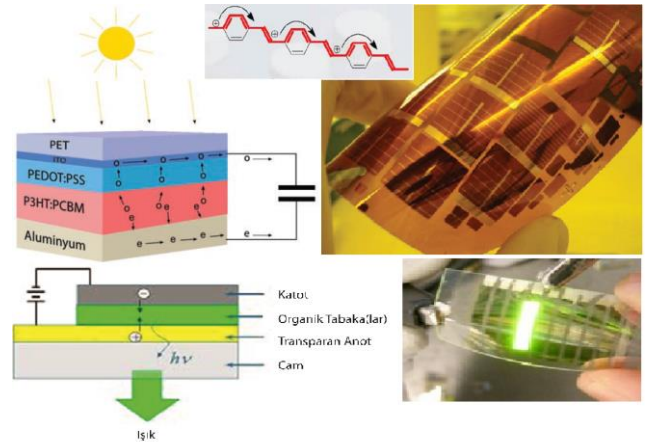 PET
ITO
PEDOT:PSS
P3HT:PCBM
Aluminyum
o o o o o
o o o
o o o
e e e
e e e e
Katot
Organik Tabaka(lar)
Transparan Anot
Cam
hν
Işık